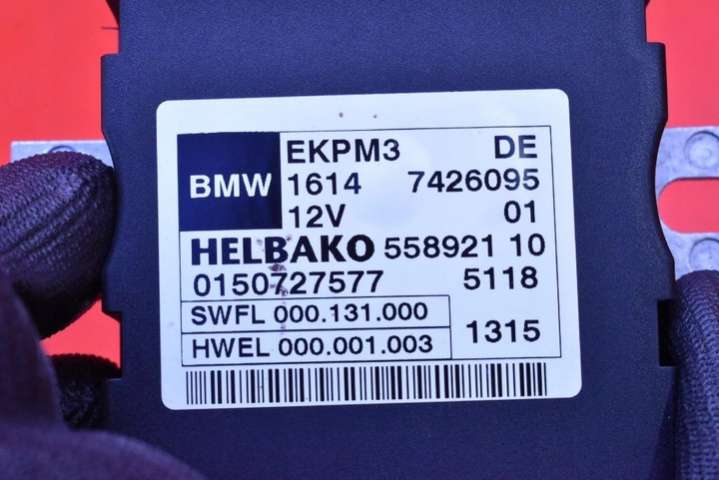 BMW
EKPM3 DE
1614 7426095
12V 01
HELBAKO 558921 10
0150727577 5118
SWFL 000.131.000
HWEL 000.001.003
1315